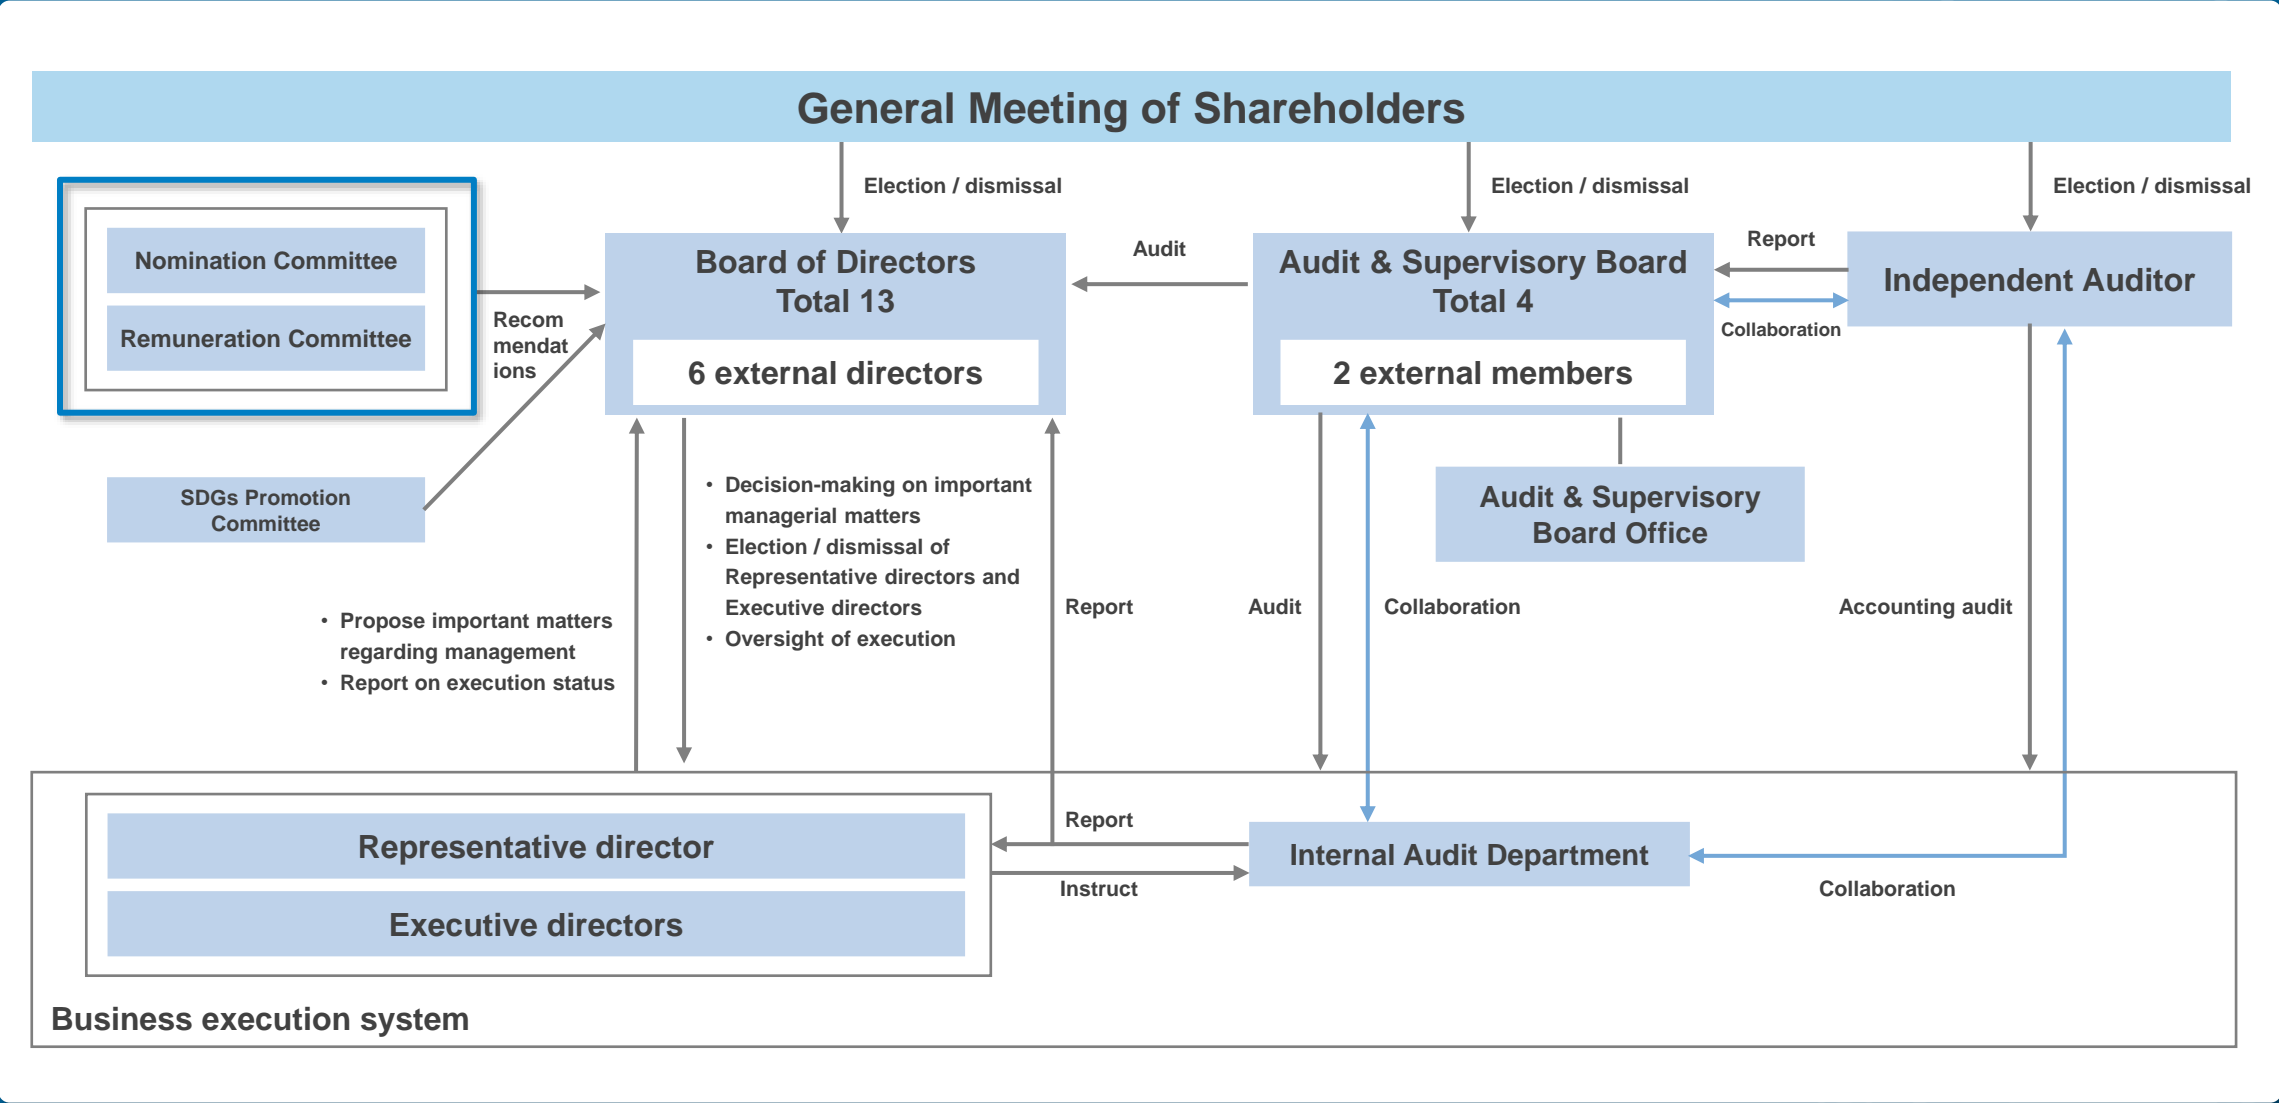 General Meeting of Shareholders
Election / dismissal
Election / dismissal
Election / dismissal
Nomination Committee
Remuneration Committee
Recom
mendat
ions
SDGs Promotion
Committee
Board of Directors
Total 13
6 external directors
Audit
Audit & Supervisory Board
Total 4
2 external members
Report
Collaboration
Independent Auditor
Audit & Supervisory
Board Office
• Propose important matters
regarding management
• Report on execution status
• Decision-making on important
managerial matters
• Election / dismissal of
Representative directors and
Executive directors
• Oversight of execution
Report
Audit
Collaboration
Accounting audit
Representative director
Executive directors
Report
Instruct
Internal Audit Department
Collaboration
Business execution system